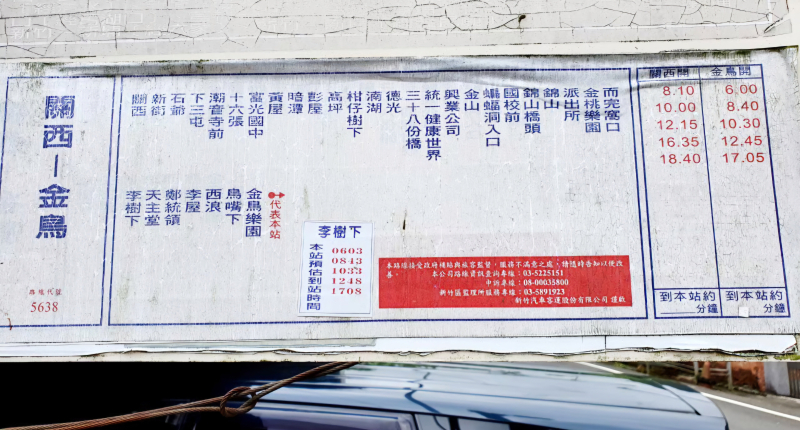 關西－金鳥
路線代號
5638
關西
新街
石爺
下三屯
潮音寺前
十六張
富光國中
黃屋
暗潭
彭屋
高坪
柑仔樹下
湳湖
德光
三十八份橋
統一健康世界
興業公司
金山
蝙蝠洞入口
國校前
錦山橋頭
錦山
派出所
金桃樂園
而完窩口
李樹下
天主堂
鄭統領
李屋
西浪
鳥嘴下
金鳥樂園
代表本站
李樹下
本站預估到站時間
0603
0843
1033
1248
1708
本路線接受政府補貼與旅客監督，服務不滿意之處，請隨時告知以便改善。
本公司路線資訊查詢專線：03-5225151
申訴專線：08-00035800
新竹區監理所服務專線：03-5891923
新竹汽車客運股份有限公司 謹啟
關西開
8.10
10.00
12.15
16.35
18.40
到本站約
分鐘
金鳥開
6.00
8.40
10.30
12.45
17.05
到本站約
分鐘